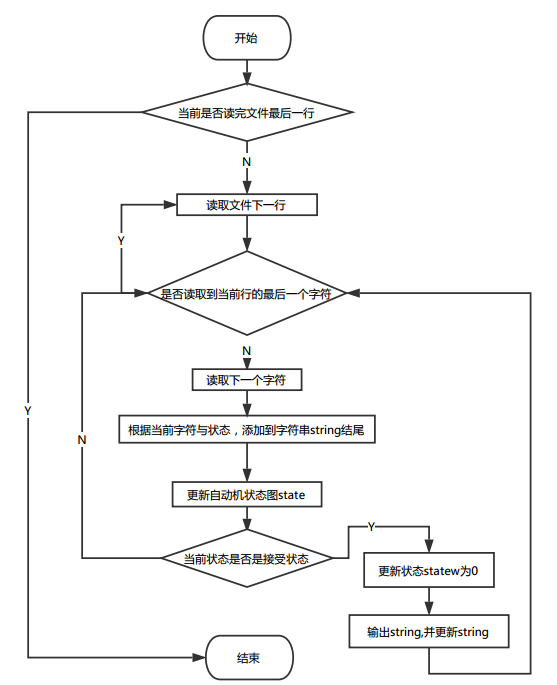 开始
当前是否读完文件最后一行
N
读取文件下一行
Y
是否读取到当前行的最后一个字符
N
读取下一个字符
Y
根据当前字符与状态，添加到字符串string结尾
N
更新自动机状态图state
Y
当前状态是否是接受状态
更新状态statew为0
输出string,并更新string
结束